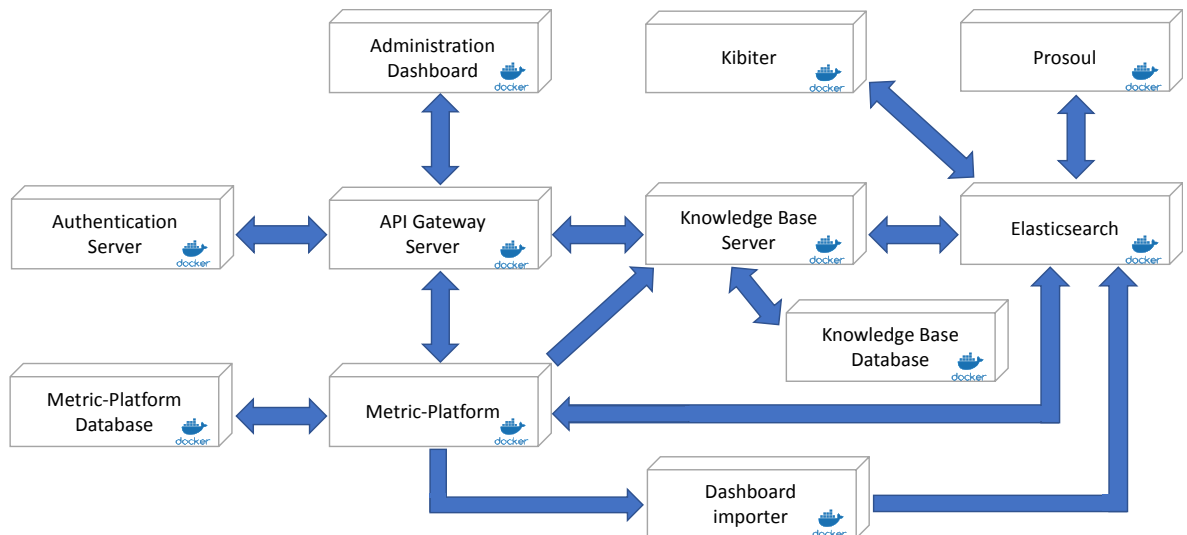 Administration
Dashboard
docker
Kibiter
docker
Prosoul
docker
Authentication
Server
docker
API Gateway
Server
docker
Knowledge Base
Server
docker
Elasticsearch
docker
Knowledge Base
Database
docker
Metric-Platform
Database
docker
Metric-Platform
docker
Dashboard
importer
docker